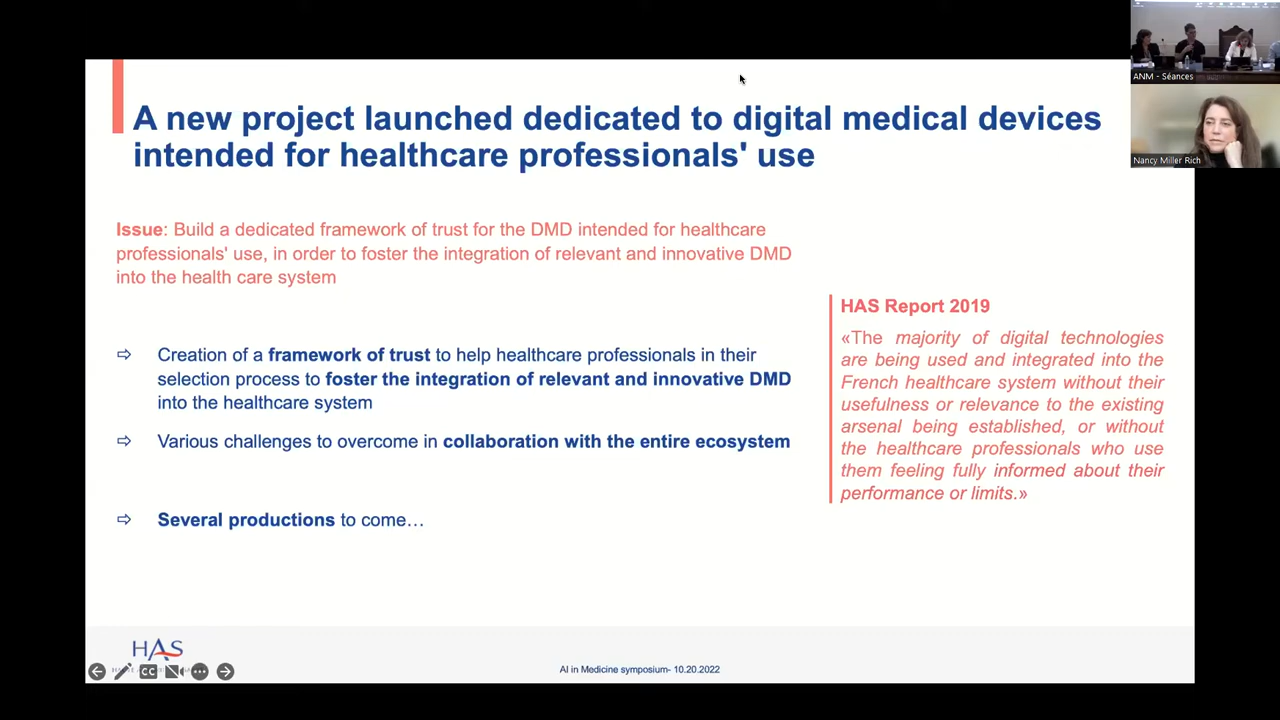 A new project launched dedicated to digital medical devices
intended for healthcare professionals' use
Issue: Build a dedicated framework of trust for the DMD intended for healthcare
professionals' use, in order to foster the integration of relevant and innovative DMD
into the health care system
⇨ Creation of a framework of trust to help healthcare professionals in their
selection process to foster the integration of relevant and innovative DMD
into the healthcare system
⇨ Various challenges to overcome in collaboration with the entire ecosystem
⇨ Several productions to come…
HAS Report 2019
«The majority of digital technologies
are being used and integrated into the
French healthcare system without their
usefulness or relevance to the existing
arsenal being established, or without
the healthcare professionals who use
them feeling fully informed about their
performance or limits.»
HAS
CC
AI in Medicine symposium- 10.20.2022
ANM - Séances
Nancy Miller Rich